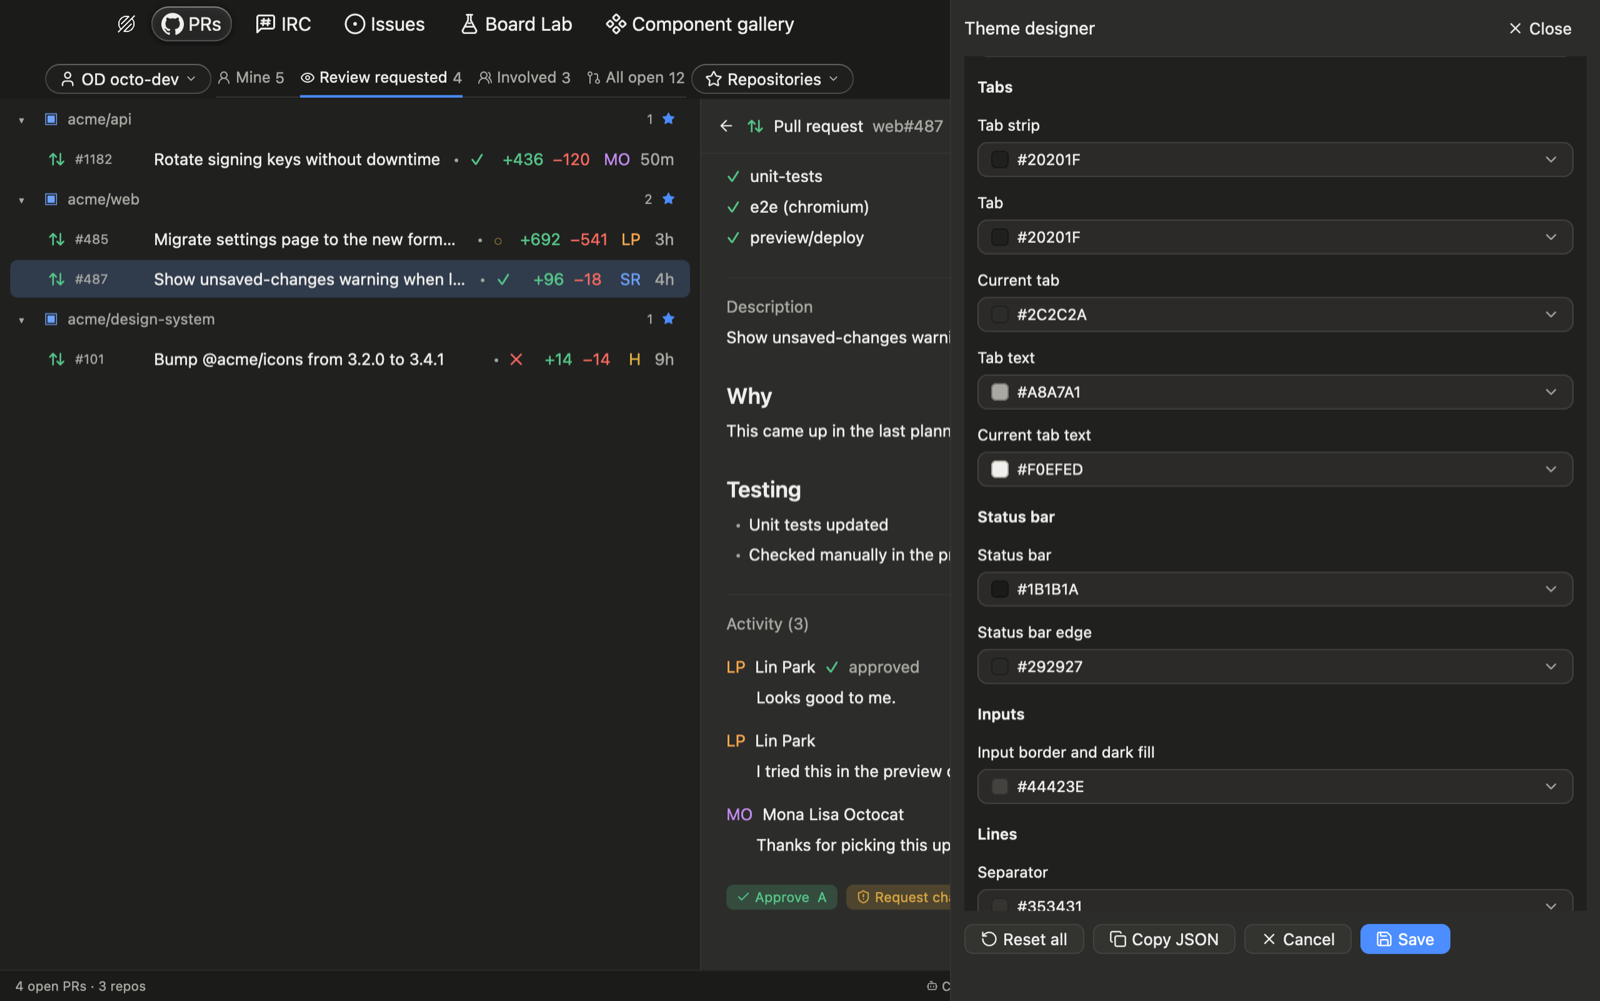 PRs
IRC
Issues
Board Lab
Component gallery
OD octo-dev
Mine 5
Review requested 4
Involved 3
All open 12
Repositories
acme/api
1
#1182 Rotate signing keys without downtime • +436 −120 MO 50m
acme/web
2
#485 Migrate settings page to the new form... • +692 −541 LP 3h
#487 Show unsaved-changes warning when l... • +96 −18 SR 4h
acme/design-system
1
#101 Bump @acme/icons from 3.2.0 to 3.4.1 • +14 −14 H 9h
4 open PRs · 3 repos
Pull request web#487
unit-tests
e2e (chromium)
preview/deploy
Description
Show unsaved-changes warni
Why
This came up in the last plann
Testing
• Unit tests updated
• Checked manually in the p
Activity (3)
LP Lin Park approved
Looks good to me.
LP Lin Park
I tried this in the preview
MO Mona Lisa Octocat
Thanks for picking this up
Approve A
Request cha
C
Theme designer
Close
Tabs
Tab strip
#20201F
Tab
#20201F
Current tab
#2C2C2A
Tab text
#A8A7A1
Current tab text
#F0EFED
Status bar
Status bar
#1B1B1A
Status bar edge
#292927
Inputs
Input border and dark fill
#44423E
Lines
Separator
#353431
Reset all
Copy JSON
Cancel
Save